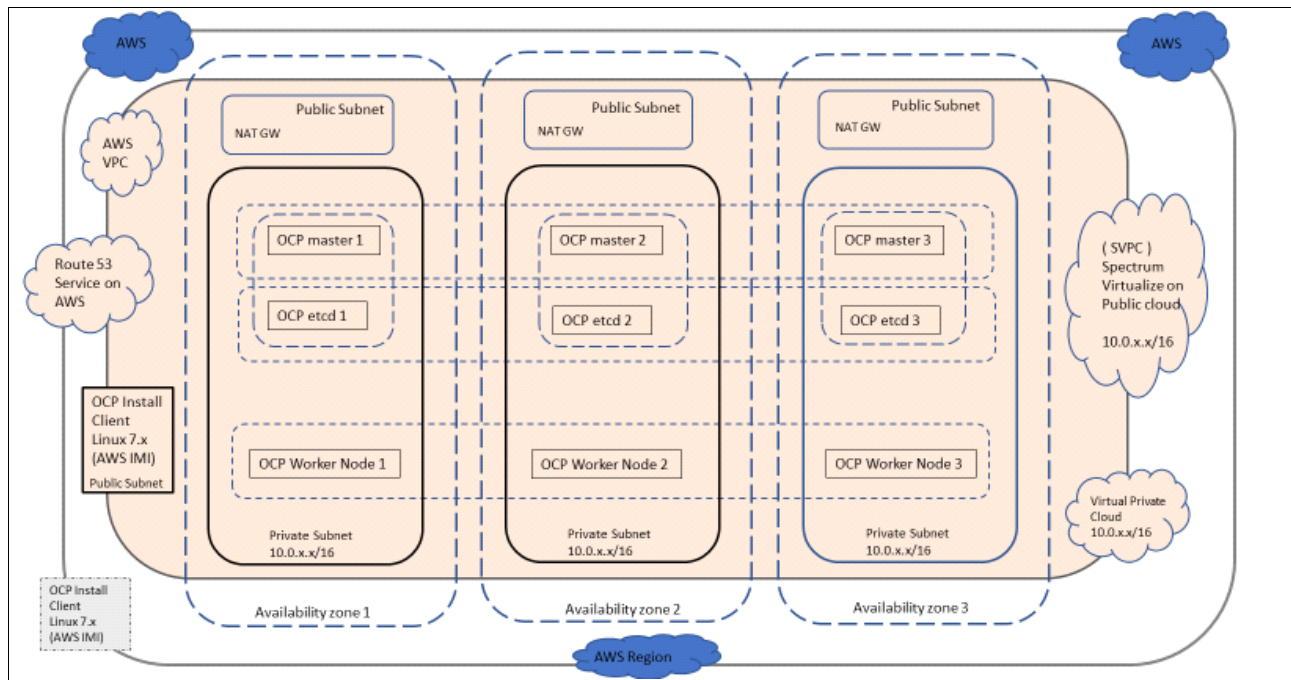 AWS
AWS
Public Subnet
NAT GW
Public Subnet
NAT GW
Public Subnet
NAT GW
AWS
VPC
Route 53
Service on
AWS
OCP master 1
OCP master 2
OCP master 3
( SVPC )
Spectrum
Virtualize on
Public cloud
10.0.x.x/16
OCP etcd 1
OCP etcd 2
OCP etcd 3
OCP Install
Client
Linux 7.x
(AWS IMI)
Public Subnet
OCP Worker Node 1
OCP Worker Node 2
OCP Worker Node 3
Virtual Private
Cloud
10.0.x.x/16
Private Subnet
10.0.x.x/16
Private Subnet
10.0.x.x/16
Private Subnet
10.0.x.x/16
OCP Install
Client
Linux 7.x
(AWS IMI)
Availability zone 1
Availability zone 2
Availability zone 3
AWS Region